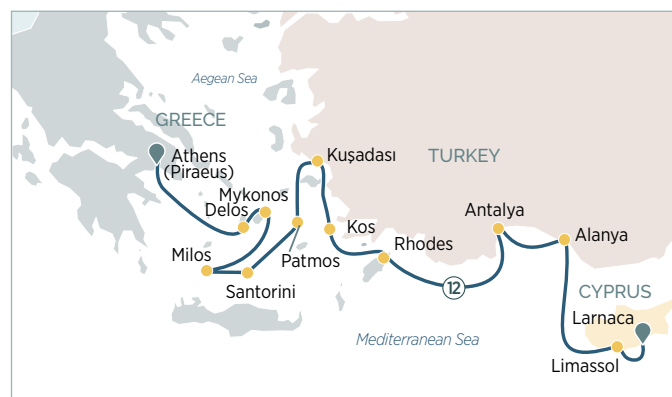 Aegean Sea
GREECE
Athens
(Piraeus)
Kuşadası
TURKEY
Mykonos
Delos
Antalya
Kos
Alanya
Rhodes
Milos
Patmos
Santorini
12
CYPRUS
Larnaca
Mediterranean Sea
Limassol